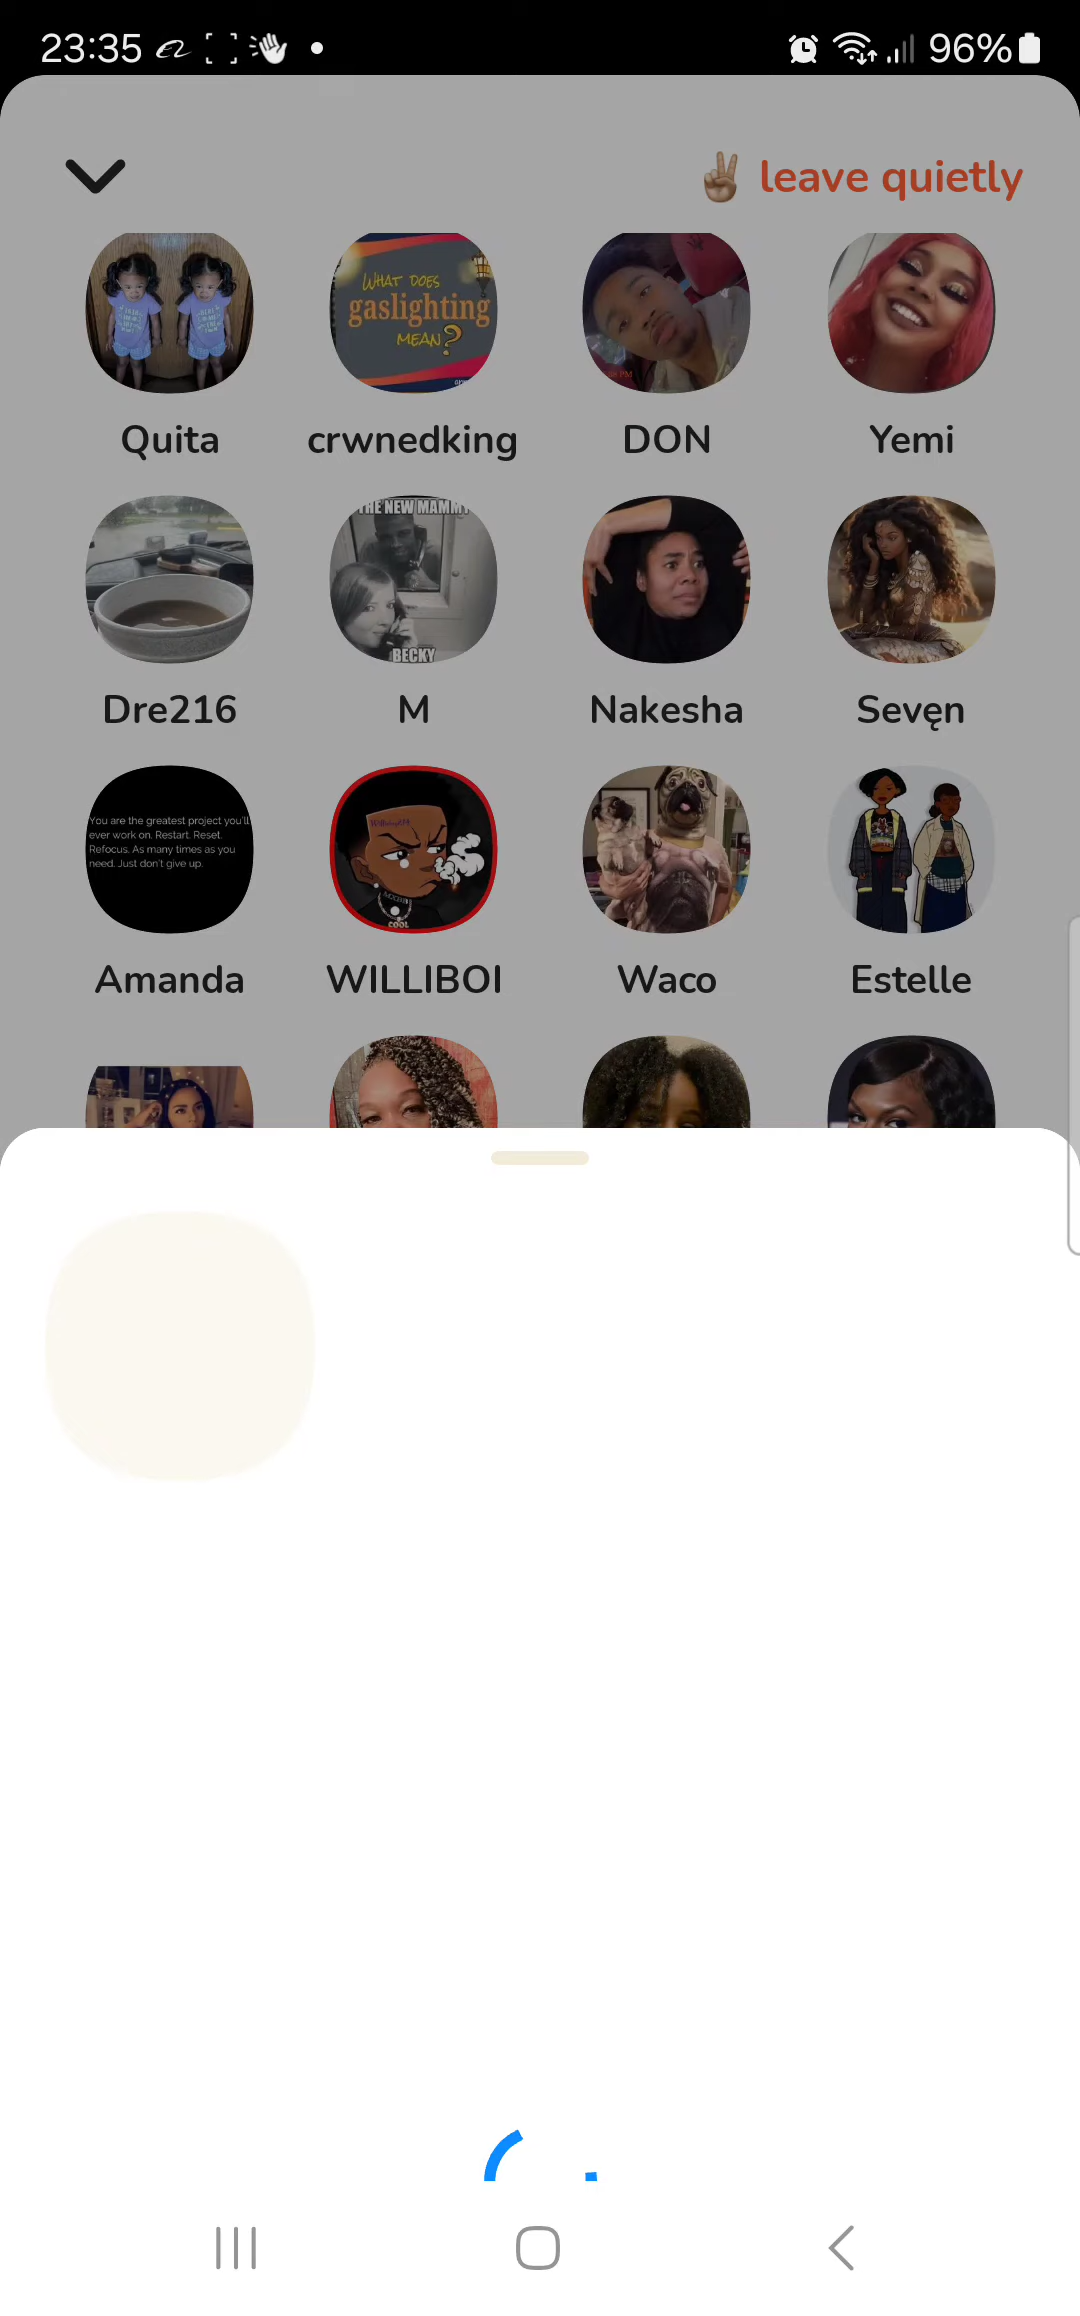 23:35
96%
leave quietly
WHAT DOES
gaslighting
MEAN?
Quita
crwnedking
DON
Yemi
THE NEW MAMMY
BECKY
Dre216
M
Nakesha
Sevęn
You are the greatest project you'll
ever work on. Restart. Reset.
Refocus. As many times as you
need. Just don't give up.
COOL
Amanda
WILLIBOI
Waco
Estelle